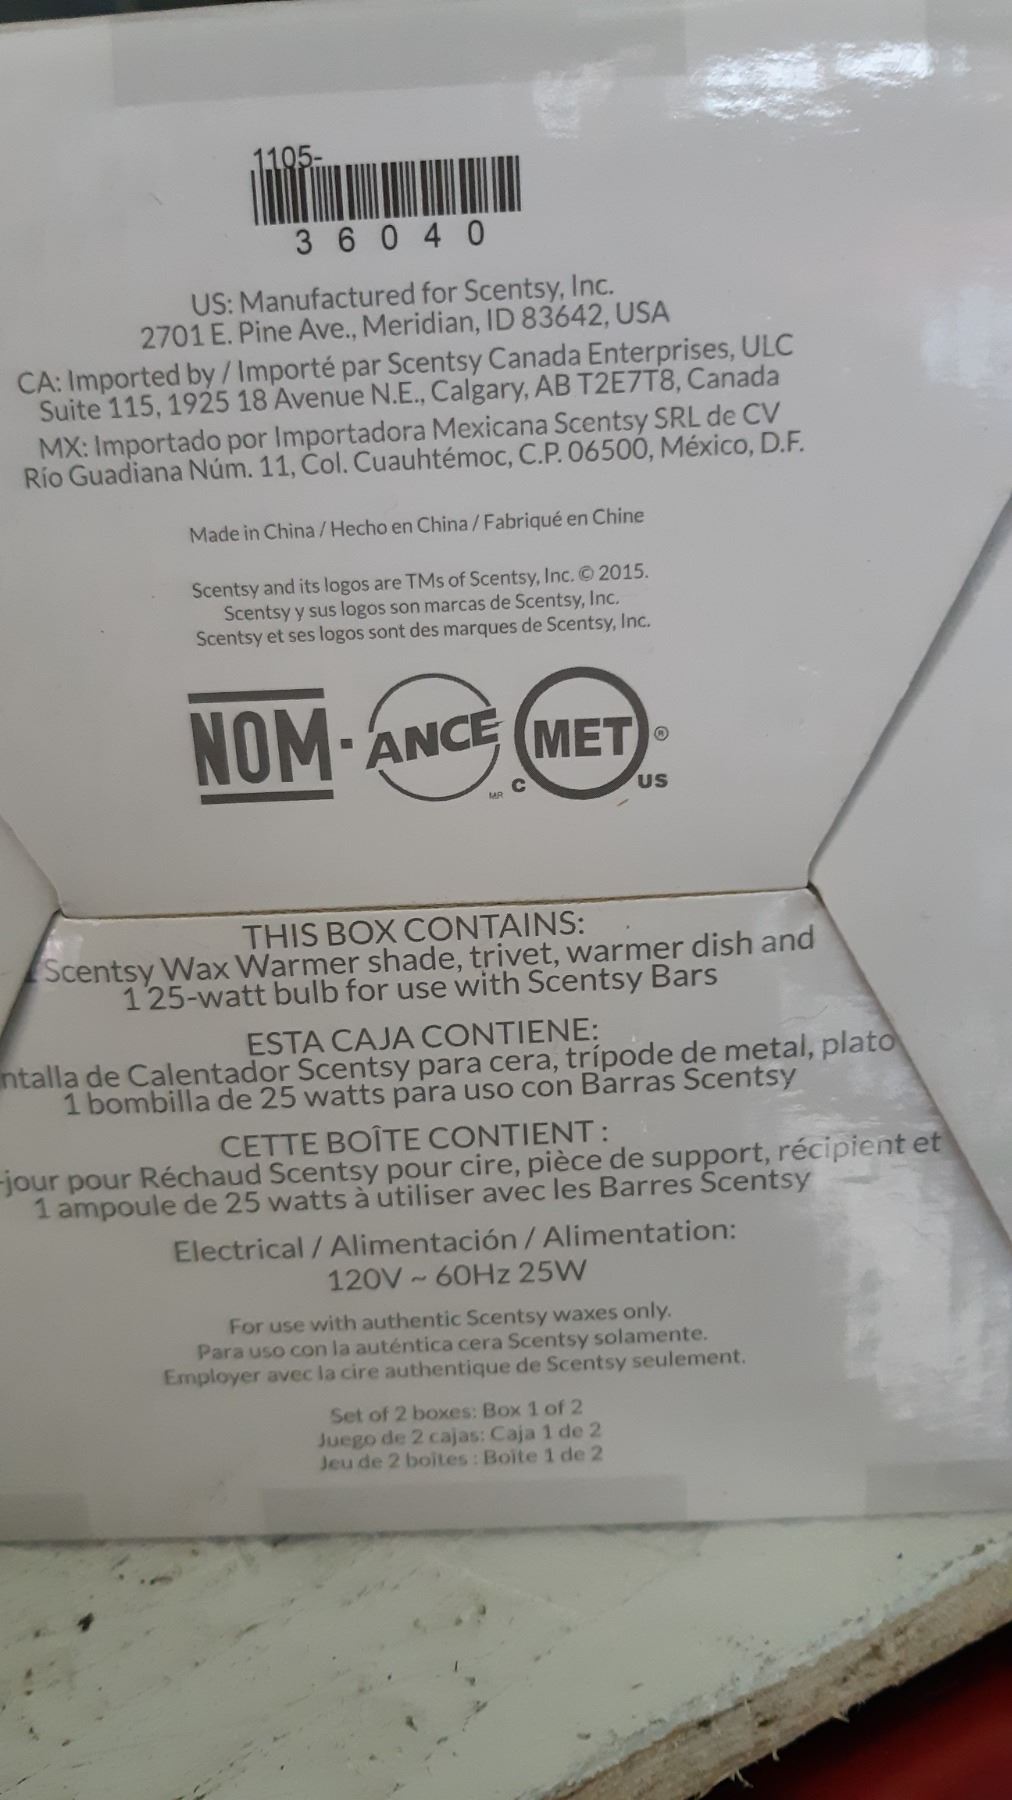 1105-
3 6 0 4 0
US: Manufactured for Scentsy, Inc.
2701 E. Pine Ave., Meridian, ID 83642, USA
CA: Imported by / Importé par Scentsy Canada Enterprises, ULC
Suite 115, 1925 18 Avenue N.E., Calgary, AB T2E7T8, Canada
MX: Importado por Importadora Mexicana Scentsy SRL de CV
Río Guadiana Núm. 11, Col. Cuauhtémoc, C.P. 06500, México, D.F.
Made in China / Hecho en China / Fabriqué en Chine
Scentsy and its logos are TMs of Scentsy, Inc. © 2015.
Scentsy y sus logos son marcas de Scentsy, Inc.
Scentsy et ses logos sont des marques de Scentsy, Inc.
NOM-ANCE MR C MET® US
THIS BOX CONTAINS:
Scentsy Wax Warmer shade, trivet, warmer dish and
1 25-watt bulb for use with Scentsy Bars
ESTA CAJA CONTIENE:
ntalla de Calentador Scentsy para cera, trípode de metal, plato
1 bombilla de 25 watts para uso con Barras Scentsy
CETTE BOÎTE CONTIENT :
-jour pour Réchaud Scentsy pour cire, pièce de support, récipient et
1 ampoule de 25 watts à utiliser avec les Barres Scentsy
Electrical / Alimentación / Alimentation:
120V ~ 60Hz 25W
For use with authentic Scentsy waxes only.
Para uso con la auténtica cera Scentsy solamente.
Employer avec la cire authentique de Scentsy seulement.
Set of 2 boxes: Box 1 of 2
Juego de 2 cajas: Caja 1 de 2
Jeu de 2 boîtes : Boîte 1 de 2